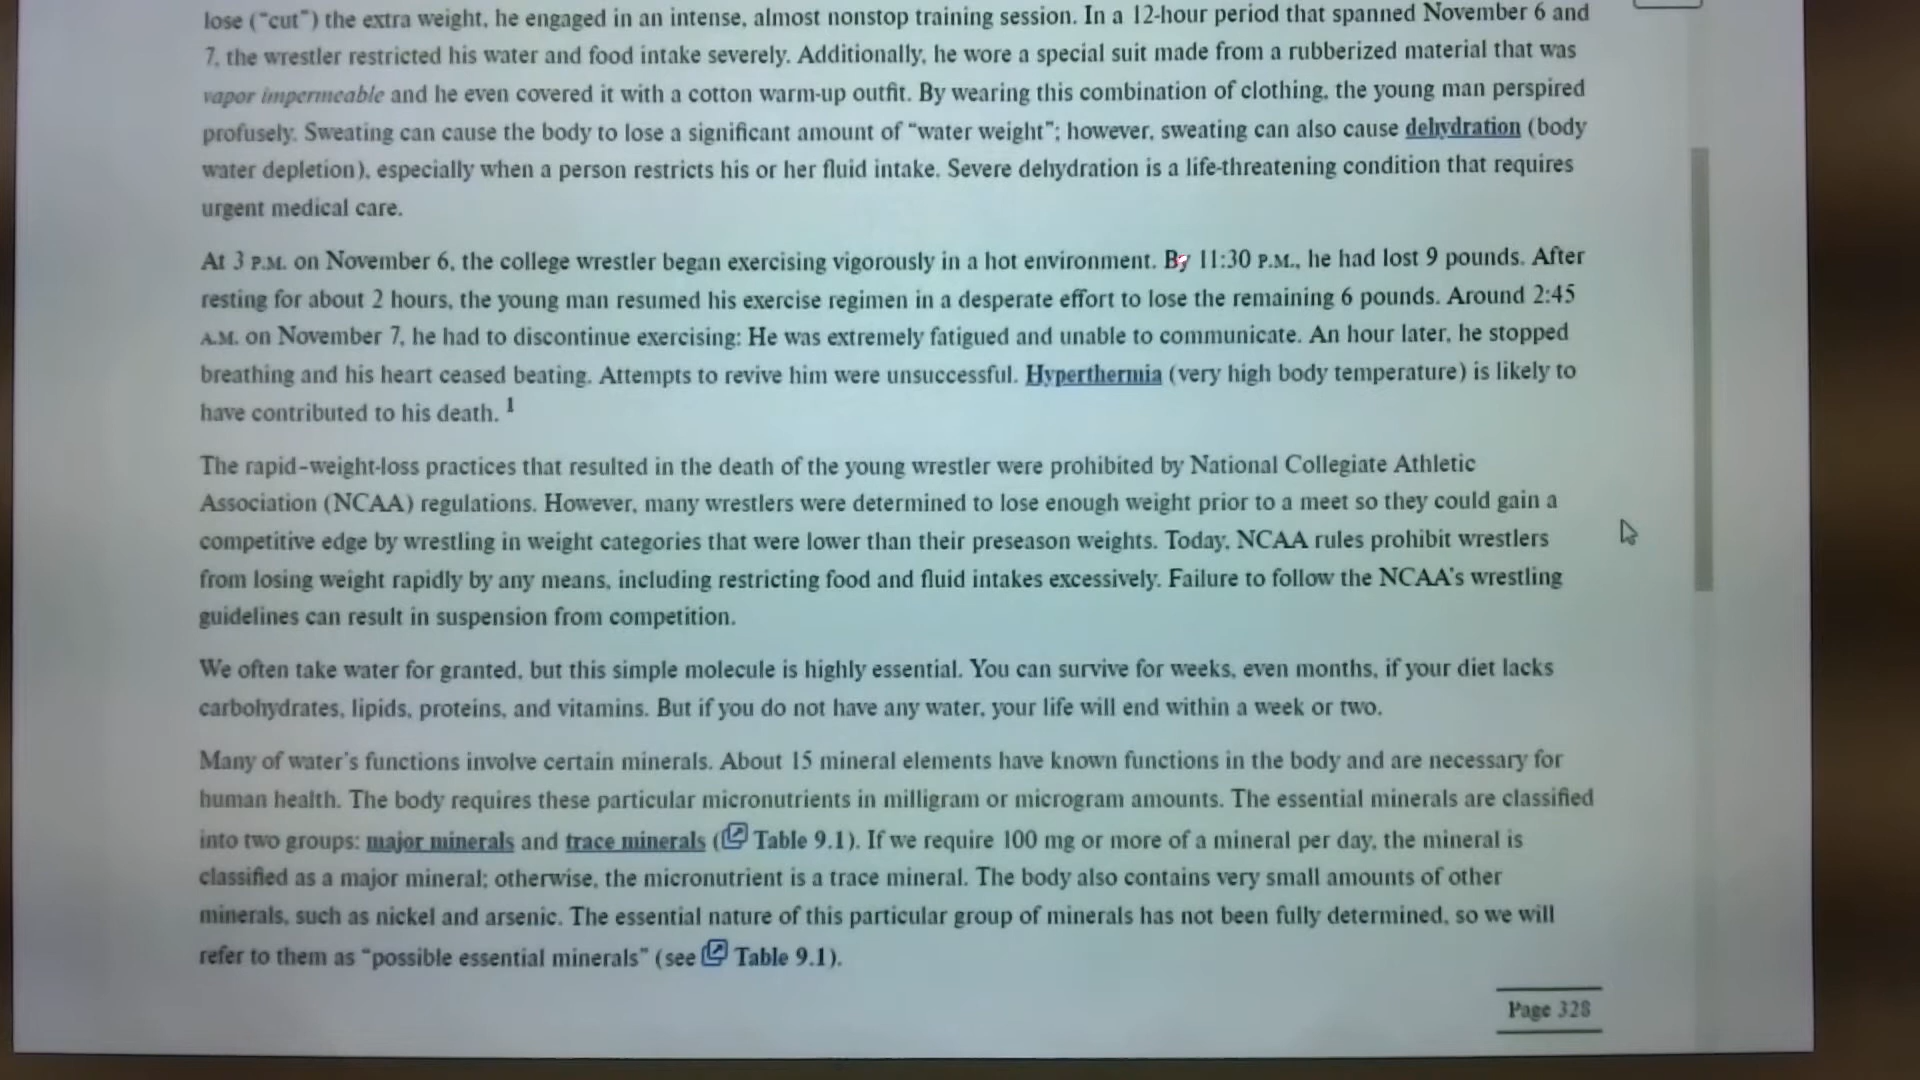 lose (“cut”) the extra weight, he engaged in an intense, almost nonstop training session. In a 12-hour period that spanned November 6 and
7, the wrestler restricted his water and food intake severely. Additionally, he wore a special suit made from a rubberized material that was
vapor impermeable and he even covered it with a cotton warm-up outfit. By wearing this combination of clothing, the young man perspired
profusely. Sweating can cause the body to lose a significant amount of “water weight”; however, sweating can also cause dehydration (body
water depletion), especially when a person restricts his or her fluid intake. Severe dehydration is a life-threatening condition that requires
urgent medical care.
At 3 P.M. on November 6, the college wrestler began exercising vigorously in a hot environment. By 11:30 P.M., he had lost 9 pounds. After
resting for about 2 hours, the young man resumed his exercise regimen in a desperate effort to lose the remaining 6 pounds. Around 2:45
A.M. on November 7, he had to discontinue exercising: He was extremely fatigued and unable to communicate. An hour later, he stopped
breathing and his heart ceased beating. Attempts to revive him were unsuccessful. Hyperthermia (very high body temperature) is likely to
have contributed to his death. 1
The rapid-weight-loss practices that resulted in the death of the young wrestler were prohibited by National Collegiate Athletic
Association (NCAA) regulations. However, many wrestlers were determined to lose enough weight prior to a meet so they could gain a
competitive edge by wrestling in weight categories that were lower than their preseason weights. Today, NCAA rules prohibit wrestlers
from losing weight rapidly by any means, including restricting food and fluid intakes excessively. Failure to follow the NCAA's wrestling
guidelines can result in suspension from competition.
We often take water for granted, but this simple molecule is highly essential. You can survive for weeks, even months, if your diet lacks
carbohydrates, lipids, proteins, and vitamins. But if you do not have any water, your life will end within a week or two.
Many of water's functions involve certain minerals. About 15 mineral elements have known functions in the body and are necessary for
human health. The body requires these particular micronutrients in milligram or microgram amounts. The essential minerals are classified
into two groups: major minerals and trace minerals ( Table 9.1). If we require 100 mg or more of a mineral per day, the mineral is
classified as a major mineral; otherwise, the micronutrient is a trace mineral. The body also contains very small amounts of other
minerals, such as nickel and arsenic. The essential nature of this particular group of minerals has not been fully determined, so we will
refer to them as “possible essential minerals” (see Table 9.1).
Page 328